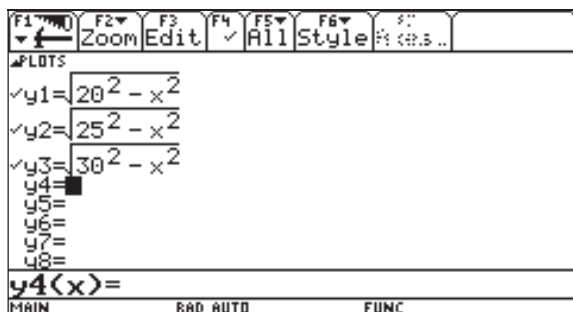 F1 F2 F3 F4 F5 F6
Zoom Edit ✓ All Style
PLOTS
✓y1=√20² − x²
✓y2=√25² − x²
✓y3=√30² − x²
y4=
y5=
y6=
y7=
y8=
y4(x)=
MAIN RAD AUTO FUNC